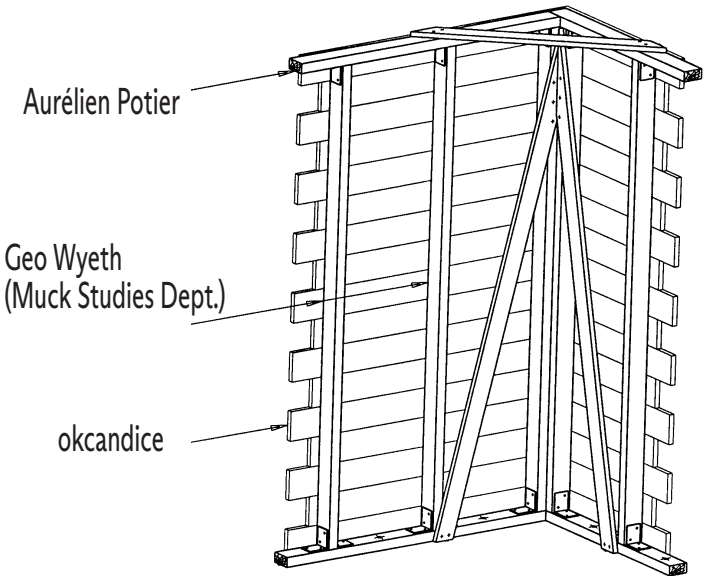 Aurélien Potier
Geo Wyeth
(Muck Studies Dept.)
okcandice